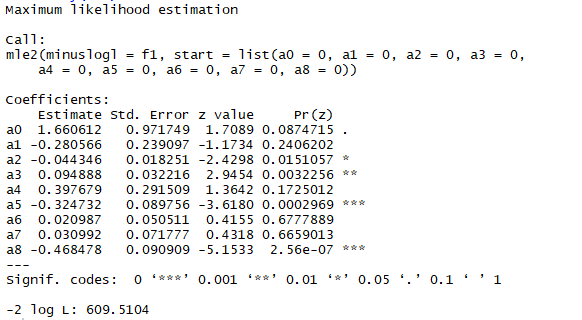 Maximum likelihood estimation
Call:
mle2(minuslogl = f1, start = list(a0 = 0, a1 = 0, a2 = 0, a3 = 0,
    a4 = 0, a5 = 0, a6 = 0, a7 = 0, a8 = 0))
Coefficients:
    Estimate Std. Error z value     Pr(z)
a0  1.660612   0.971749  1.7089 0.0874715 .
a1 -0.280566   0.239097 -1.1734 0.2406202
a2 -0.044346   0.018251 -2.4298 0.0151057 *
a3  0.094888   0.032216  2.9454 0.0032256 **
a4  0.397679   0.291509  1.3642 0.1725012
a5 -0.324732   0.089756 -3.6180 0.0002969 ***
a6  0.020987   0.050511  0.4155 0.6777889
a7  0.030992   0.071777  0.4318 0.6659013
a8 -0.468478   0.090909 -5.1533  2.56e-07 ***
---
Signif. codes:  0 ‘***’ 0.001 ‘**’ 0.01 ‘*’ 0.05 ‘.’ 0.1 ‘ ’ 1
-2 log L: 609.5104